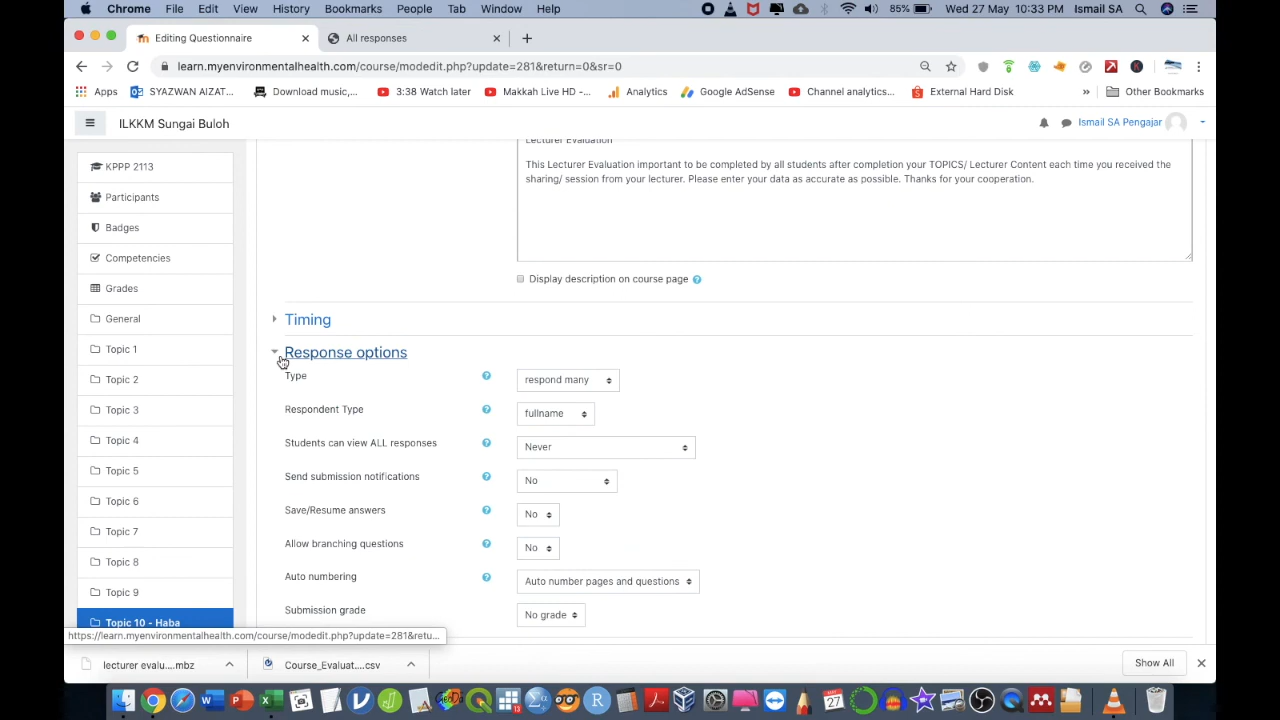 Chrome File Edit View History Bookmarks People Tab Window Help 85% Wed 27 May 10:33 PM Ismail SA
Editing Questionnaire All responses
learn.myenvironmentalhealth.com/course/modedit.php?update=281&return=0&sr=0
Apps SYAZWAN AIZAT... Download music,... 3:38 Watch later Makkah Live HD -... Analytics Google AdSense Channel analytics... External Hard Disk » Other Bookmarks
ILKKM Sungai Buloh Ismail SA Pengajar
KPPP 2113
Participants
Badges
Competencies
Grades
General
Topic 1
Topic 2
Topic 3
Topic 4
Topic 5
Topic 6
Topic 7
Topic 8
Topic 9
Topic 10 - Haba
Lecturer Evaluation
This Lecturer Evaluation important to be completed by all students after completion your TOPICS/ Lecturer Content each time you received the
sharing/ session from your lecturer. Please enter your data as accurate as possible. Thanks for your cooperation.
Display description on course page
Timing
Response options
Type respond many
Respondent Type fullname
Students can view ALL responses Never
Send submission notifications No
Save/Resume answers No
Allow branching questions No
Auto numbering Auto number pages and questions
Submission grade No grade
https://learn.myenvironmentalhealth.com/course/modedit.php?update=281&retu...
lecturer evalu....mbz Course_Evaluat....csv Show All